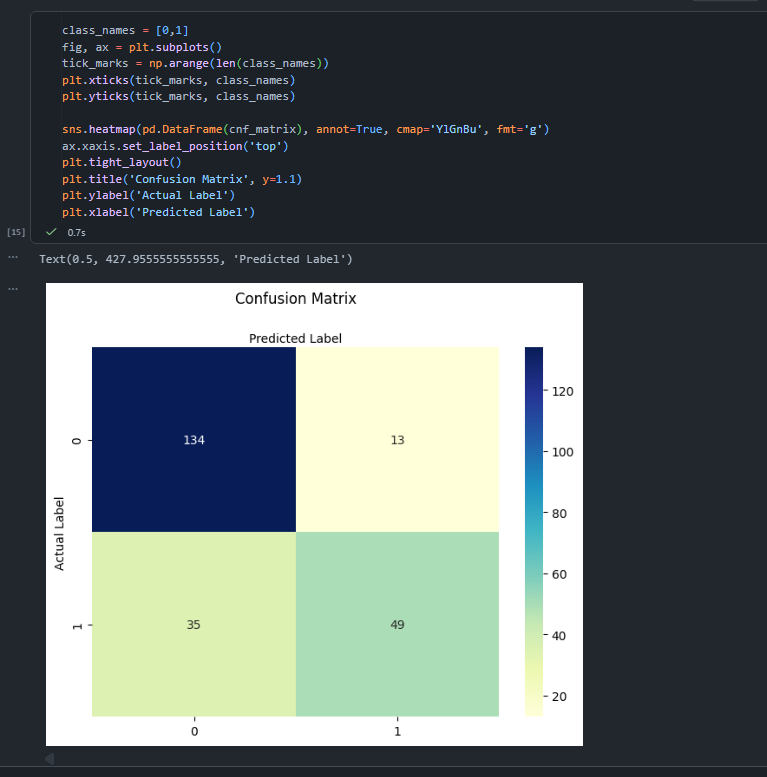 class_names = [0,1]
fig, ax = plt.subplots()
tick_marks = np.arange(len(class_names))
plt.xticks(tick_marks, class_names)
plt.yticks(tick_marks, class_names)
sns.heatmap(pd.DataFrame(cnf_matrix), annot=True, cmap='YlGnBu', fmt='g')
ax.xaxis.set_label_position('top')
plt.tight_layout()
plt.title('Confusion Matrix', y=1.1)
plt.ylabel('Actual Label')
plt.xlabel('Predicted Label')
[15] ✓ 0.7s
... Text(0.5, 427.9555555555555, 'Predicted Label')
...
Confusion Matrix
Predicted Label
120
100
80
60
40
20
0
134
13
Actual Label
1
35
49
0
1